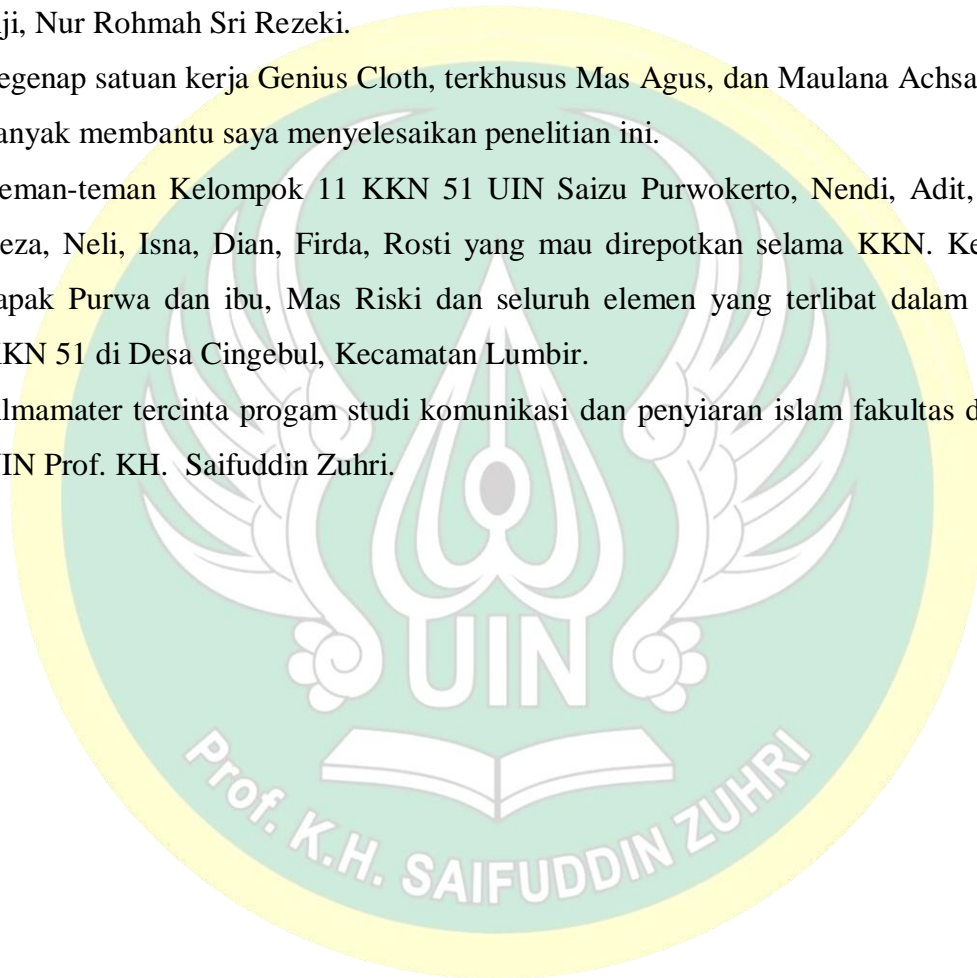 ji, Nur Rohmah Sri Rezeki.
egenap satuan kerja Genius Cloth, terkhusus Mas Agus, dan Maulana Achsa
anyak membantu saya menyelesaikan penelitian ini.
eman-teman Kelompok 11 KKN 51 UIN Saizu Purwokerto, Nendi, Adit,
eza, Neli, Isna, Dian, Firda, Rosti yang mau direpotkan selama KKN. Ke
apak Purwa dan ibu, Mas Riski dan seluruh elemen yang terlibat dalam
KKN 51 di Desa Cingebul, Kecamatan Lumbir.
lmamater tercinta progam studi komunikasi dan penyiaran islam fakultas d
UIN Prof. KH. Saifuddin Zuhri.
UIN
Prof. K.H. SAIFUDDIN ZUHRI